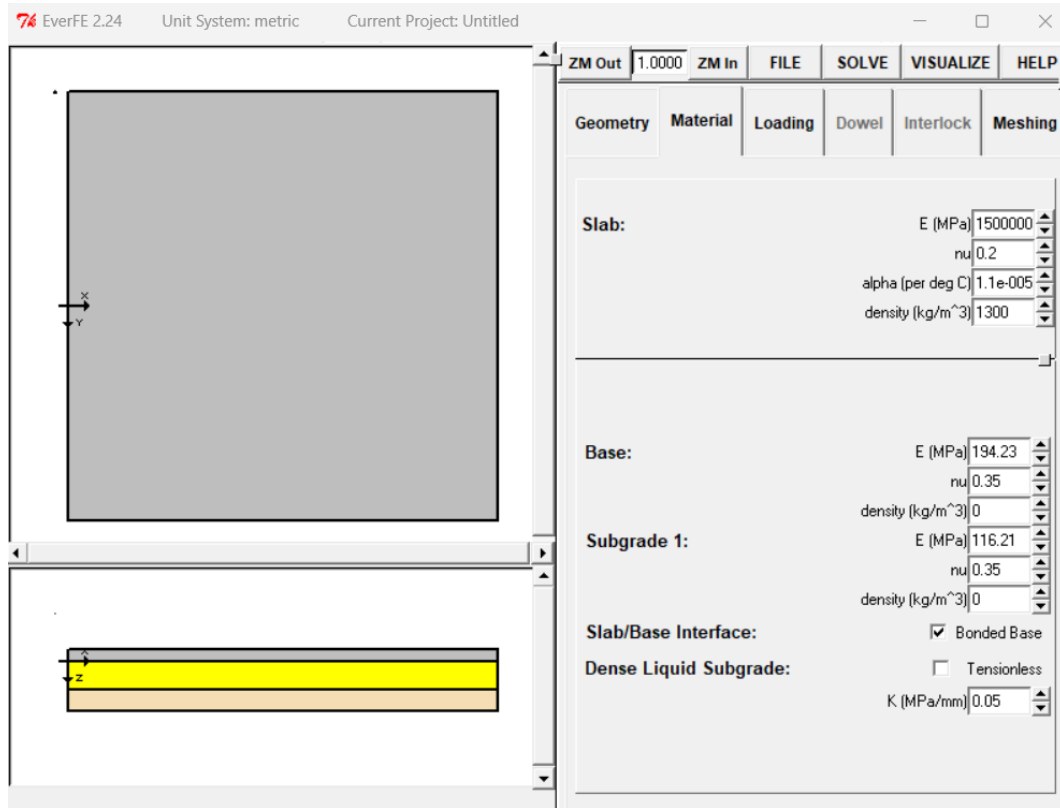 EverFE 2.24 Unit System: metric Current Project: Untitled
ZM Out 1.0000 ZM In FILE SOLVE VISUALIZE HELP
Geometry Material Loading Dowel Interlock Meshing
X
Y
X
Z
Slab: E (MPa) 1500000
nu 0.2
alpha (per deg C) 1.1e-005
density (kg/m^3) 1300
Base: E (MPa) 194.23
nu 0.35
density (kg/m^3) 0
Subgrade 1: E (MPa) 116.21
nu 0.35
density (kg/m^3) 0
Slab/Base Interface: Bonded Base
Dense Liquid Subgrade: Tensionless
K (MPa/mm) 0.05